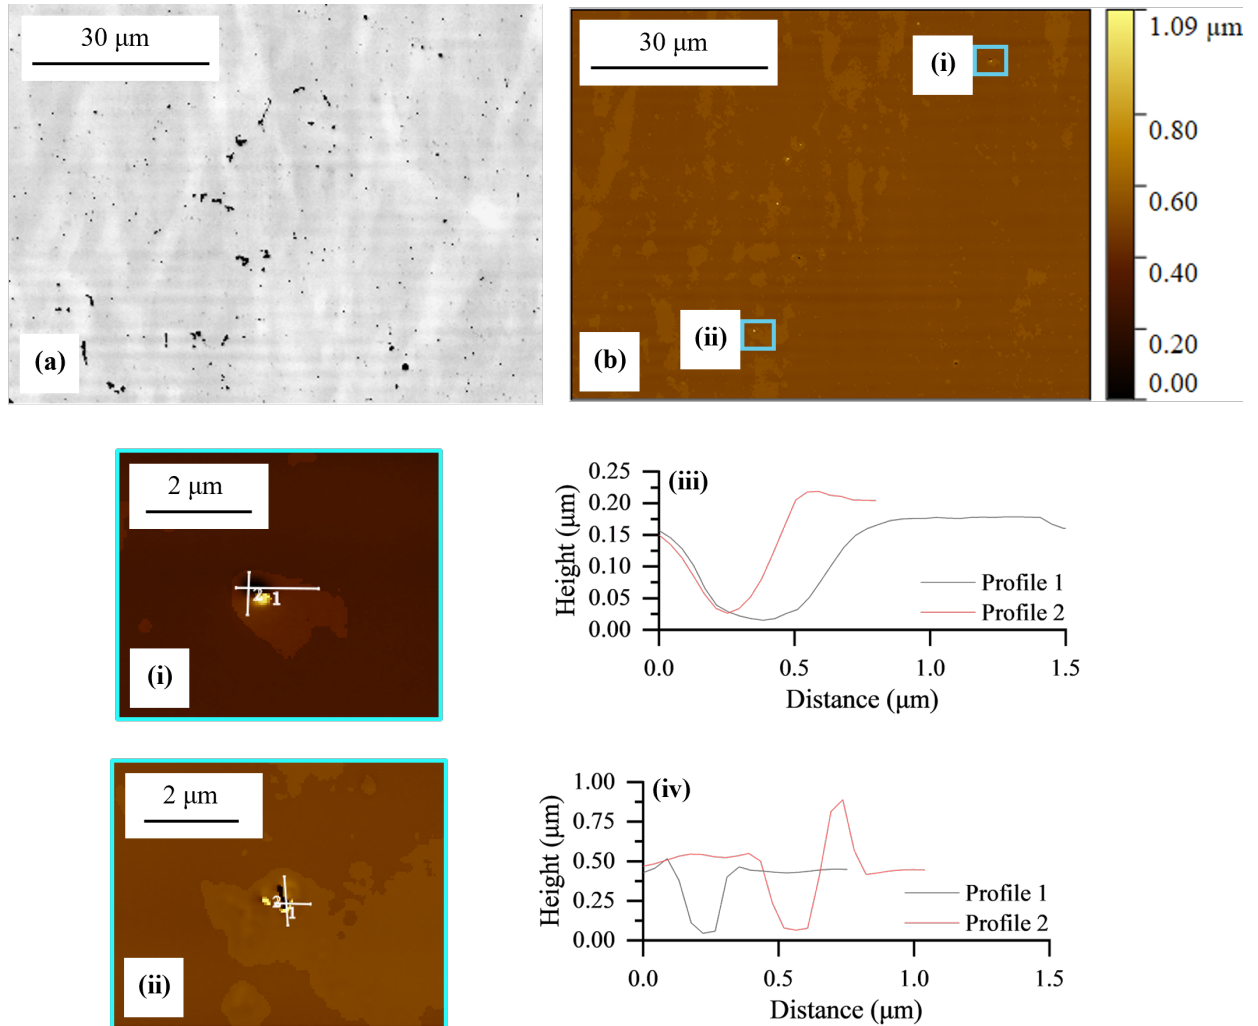 30 µm
(a)
30 µm
(i)
(ii)
(b)
1.09 µm
0.80
0.60
0.40
0.20
0.00
2 µm
2
1
(i)
Height (µm)
0.25
0.20
0.15
0.10
0.05
0.00
(iii)
Profile 1
Profile 2
0.0
0.5
1.0
1.5
Distance (µm)
2 µm
2
1
(ii)
Height (µm)
1.00
0.75
0.50
0.25
0.00
(iv)
Profile 1
Profile 2
0.0
0.5
1.0
1.5
Distance (µm)